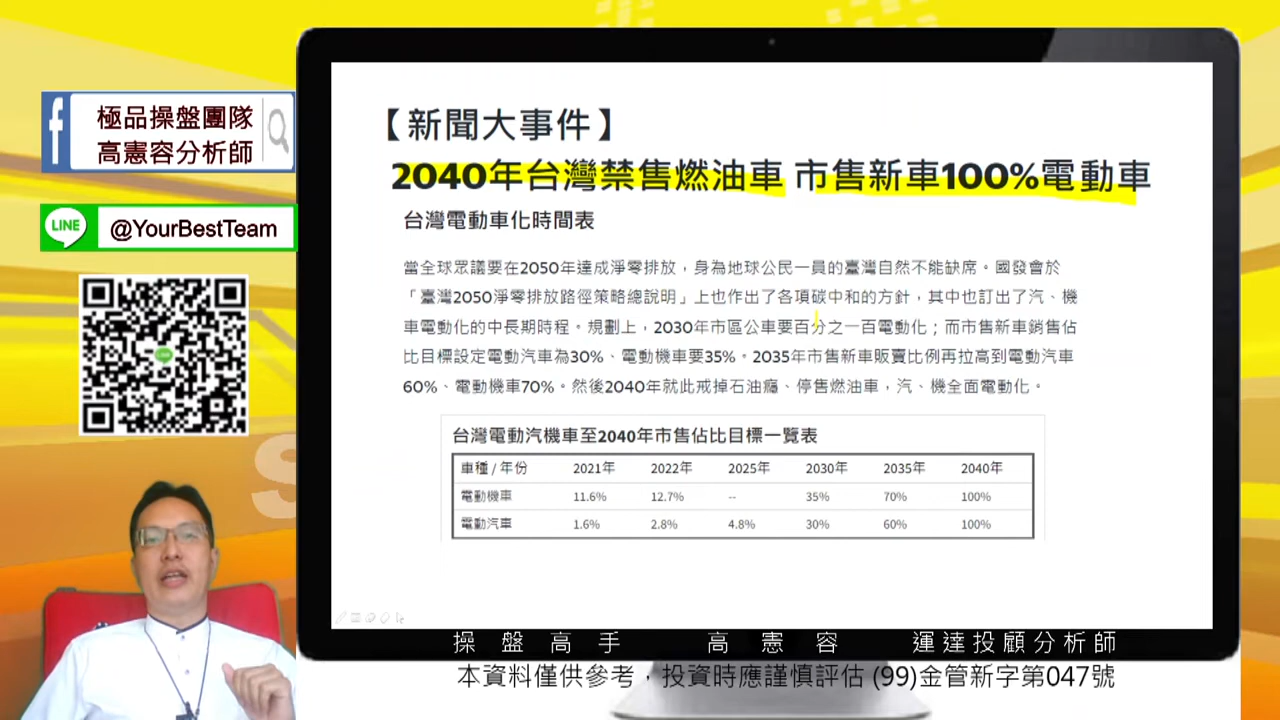 極品操盤團隊
高憲容分析師
LINE
@YourBestTeam
【新聞大事件】
2040年台灣禁售燃油車 市售新車100%電動車
台灣電動車化時間表
當全球眾議要在2050年達成淨零排放，身為地球公民一員的臺灣自然不能缺席。國發會於
「臺灣2050淨零排放路徑策略總說明」上也作出了各項碳中和的方針，其中也訂出了汽、機
車電動化的中長期時程。規劃上，2030年市區公車要百分之一百電動化；而市售新車銷售佔
比目標設定電動汽車為30%、電動機車要35%。2035年市售新車販賣比例再拉高到電動汽車
60%、電動機車70%。然後2040年就此戒掉石油癮、停售燃油車，汽、機全面電動化。
台灣電動汽機車至2040年市售佔比目標一覽表
車種 / 年份 2021年 2022年 2025年 2030年 2035年 2040年
電動機車 11.6% 12.7% -- 35% 70% 100%
電動汽車 1.6% 2.8% 4.8% 30% 60% 100%
操盤高手 高憲容 運達投顧分析師
本資料僅供參考，投資時應謹慎評估 (99)金管新字第047號